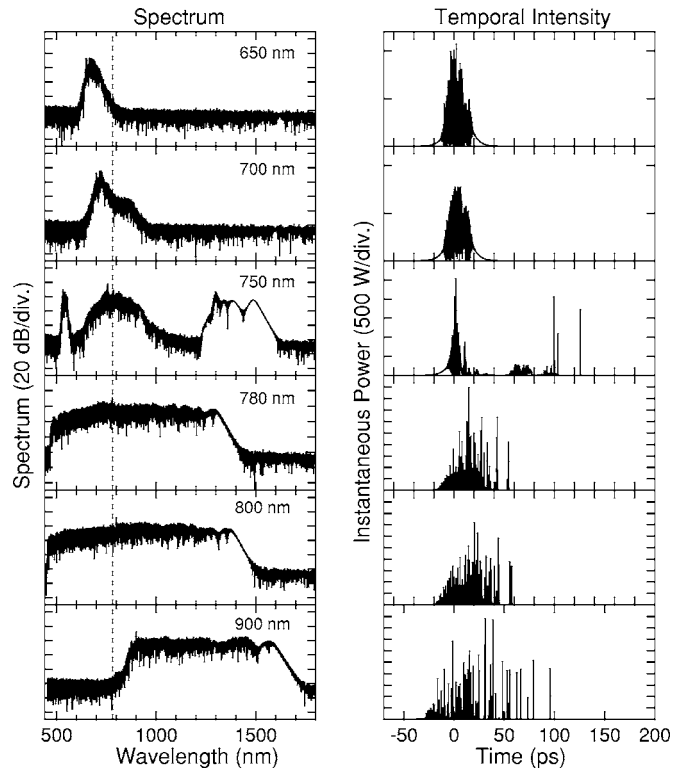 Spectrum
Temporal Intensity
650 nm
700 nm
750 nm
780 nm
800 nm
900 nm
Spectrum (20 dB/div.)
Instantaneous Power (500 W/div.)
500 1000 1500
-50 0 50 100 150 200
Wavelength (nm)
Time (ps)